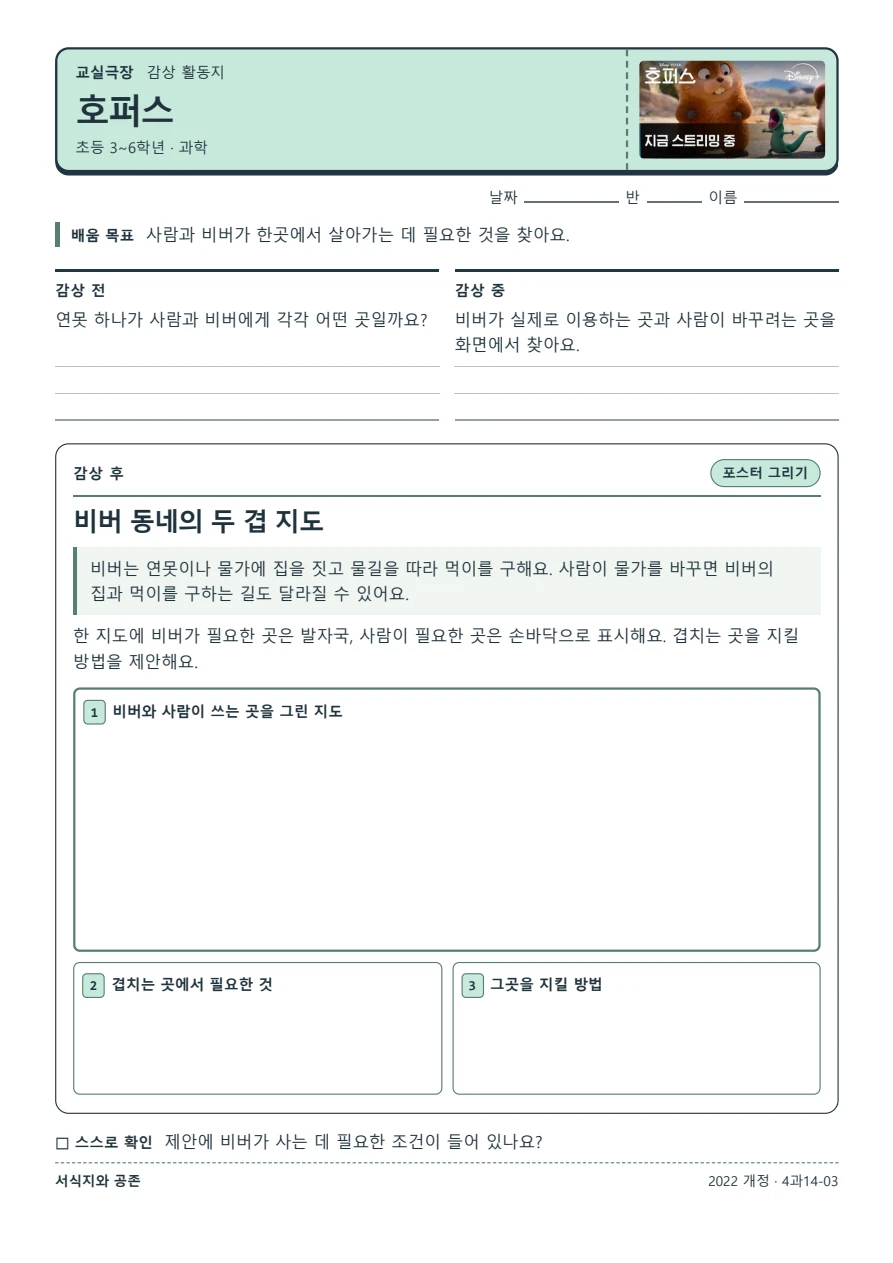 교실극장 감상 활동지
호퍼스
초등 3~6학년 · 과학
Disney PIXAR
호퍼스
Disney+
지금 스트리밍 중
날짜 반 이름
배움 목표 사람과 비버가 한곳에서 살아가는 데 필요한 것을 찾아요.
감상 전
연못 하나가 사람과 비버에게 각각 어떤 곳일까요?
감상 중
비버가 실제로 이용하는 곳과 사람이 바꾸려는 곳을
화면에서 찾아요.
감상 후
포스터 그리기
비버 동네의 두 겹 지도
비버는 연못이나 물가에 집을 짓고 물길을 따라 먹이를 구해요. 사람이 물가를 바꾸면 비버의
집과 먹이를 구하는 길도 달라질 수 있어요.
한 지도에 비버가 필요한 곳은 발자국, 사람이 필요한 곳은 손바닥으로 표시해요. 겹치는 곳을 지킬
방법을 제안해요.
1 비버와 사람이 쓰는 곳을 그린 지도
2 겹치는 곳에서 필요한 것
3 그곳을 지킬 방법
스스로 확인 제안에 비버가 사는 데 필요한 조건이 들어 있나요?
서식지와 공존
2022 개정 · 4과14-03